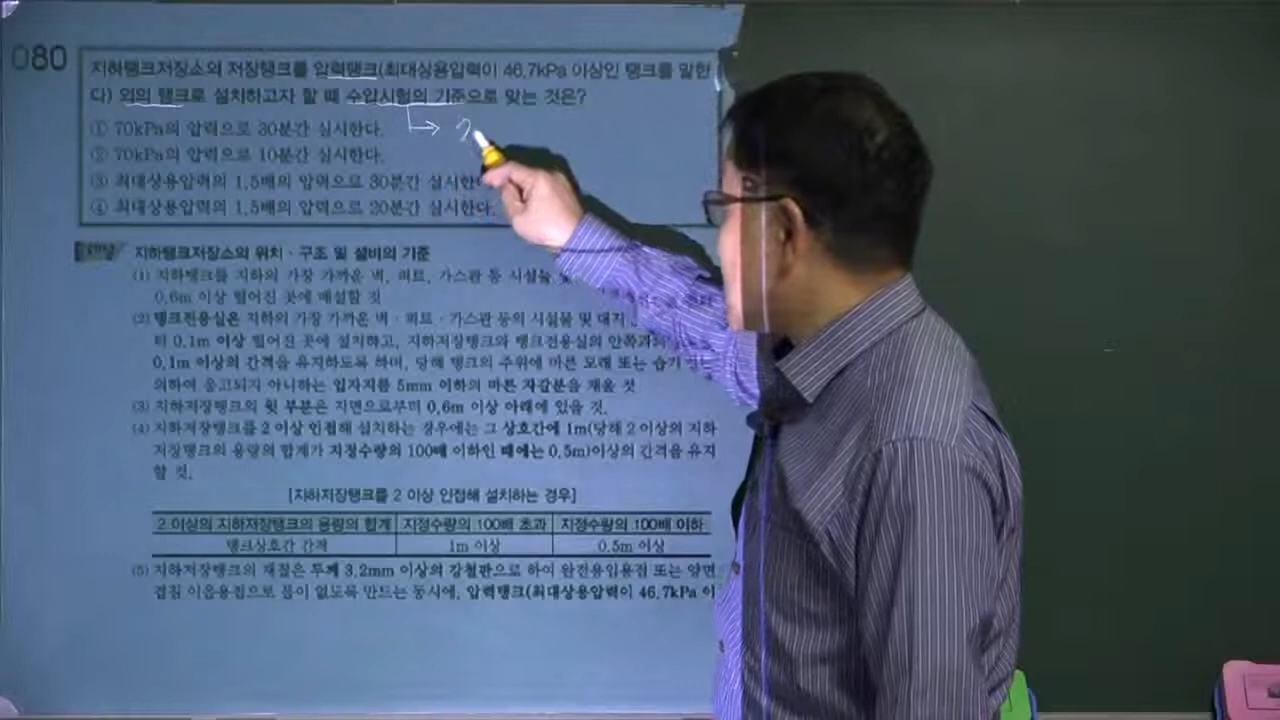 080
지하탱크저장소의 저장탱크를 압력탱크(최대상용압력이 46.7kPa 이상인 탱크를 말한
다) 외의 탱크로 설치하고자 할 때 수압시험의 기준으로 맞는 것은?
① 70kPa의 압력으로 30분간 실시한다.
② 70kPa의 압력으로 10분간 실시한다.
③ 최대상용압력의 1.5배의 압력으로 30분간
④ 최대상용압력의 1.5배의 압력으로 20분간 실시한다.
해설 지하탱크저장소의 위치·구조 및 설비의 기준
(1) 지하탱크를 지하의 가장 가까운 벽, 피트, 가스관 등 시설물 및
0.6m 이상 떨어진 곳에 매설할 것
(2) 탱크전용실은 지하의 가장 가까운 벽·피트·가스관 등의 시설물 및 대지
터 0.1m 이상 떨어진 곳에 설치하고, 지하저장탱크와 탱크전용실의 안쪽과의
0.1m 이상의 간격을 유지하도록 하며, 당해 탱크의 주위에 마른 모래 또는 습기
의하여 응고되지 아니하는 입자지름 5mm 이하의 마른 자갈분을 채울 것
(3) 지하저장탱크의 윗 부분은 지면으로부터 0.6m 이상 아래에 있을 것.
(4) 지하저장탱크를 2 이상 인접해 설치하는 경우에는 그 상호간에 1m(당해 2 이상의 지하
저장탱크의 용량의 합계가 지정수량의 100배 이하인 때에는 0.5m)이상의 간격을 유지
할 것.
[지하저장탱크를 2 이상 인접해 설치하는 경우]
2 이상의 지하저장탱크의 용량의 합계 지정수량의 100배 초과 지정수량의 100배 이하
탱크상호간 간격 1m 이상 0.5m 이상
(5) 지하저장탱크의 재질은 두께 3.2mm 이상의 강철판으로 하여 완전용입용접 또는 양면
겹침 이음용접으로 틈이 없도록 만드는 동시에, 압력탱크(최대상용압력이 46.7kPa 이